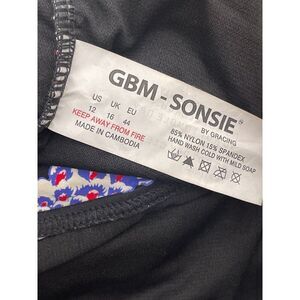 GBM - SONSIE®
BY GRACINQ
US UK EU
12 16 44
85% NYLON 15% SPANDEX
KEEP AWAY FROM FIRE
HAND WASH COLD WITH MILD SOAP
MADE IN CAMBODIA